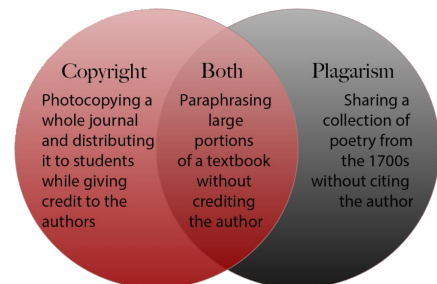 Copyright
Photocopying a
whole journal
and distributing
it to students
while giving
credit to the
authors
Both
Paraphrasing
large
portions
of a textbook
without
crediting
the author
Plagarism
Sharing a
collection of
poetry from
the 1700s
without citing
the author